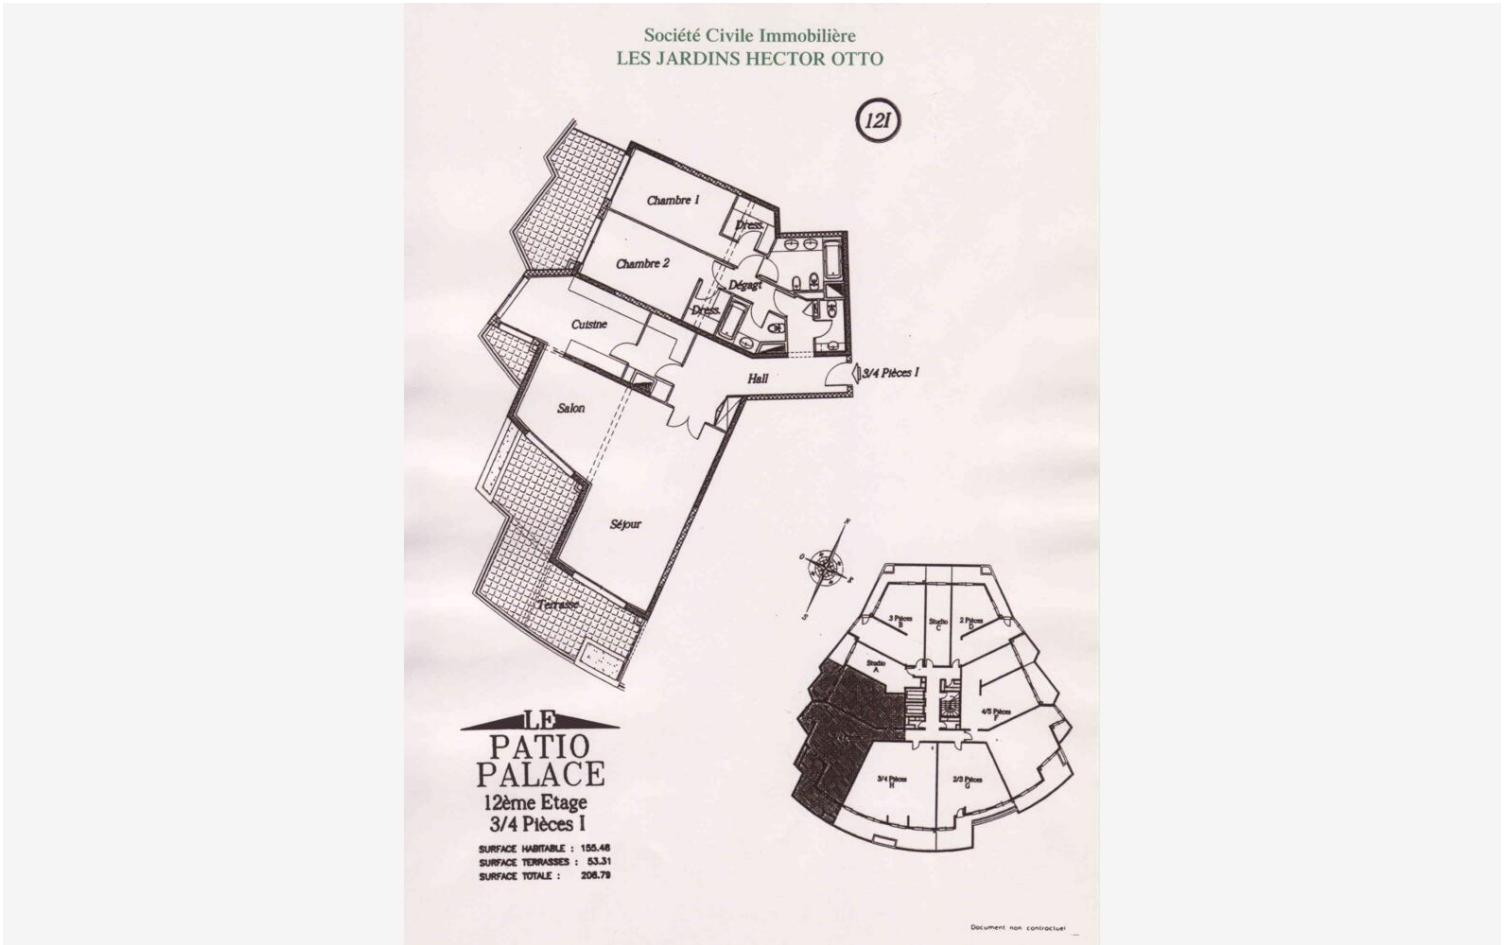 Société Civile Immobilière
LES JARDINS HECTOR OTTO
12I
Chambre 1
Dress.
Chambre 2
Dégagt
Dress.
Cuisine
Hall
3/4 Pièces I
Salon
Séjour
Terrasse
N
O
E
S
3 Pièces
B
Studio
C
2 Pièces
D
Studio
A
4/5 Pièces
F
3/4 Pièces
H
2/3 Pièces
G
LE
PATIO
PALACE
12ème Etage
3/4 Pièces I
SURFACE HABITABLE : 155.48
SURFACE TERRASSES : 53.31
SURFACE TOTALE : 208.79
Document non contractuel